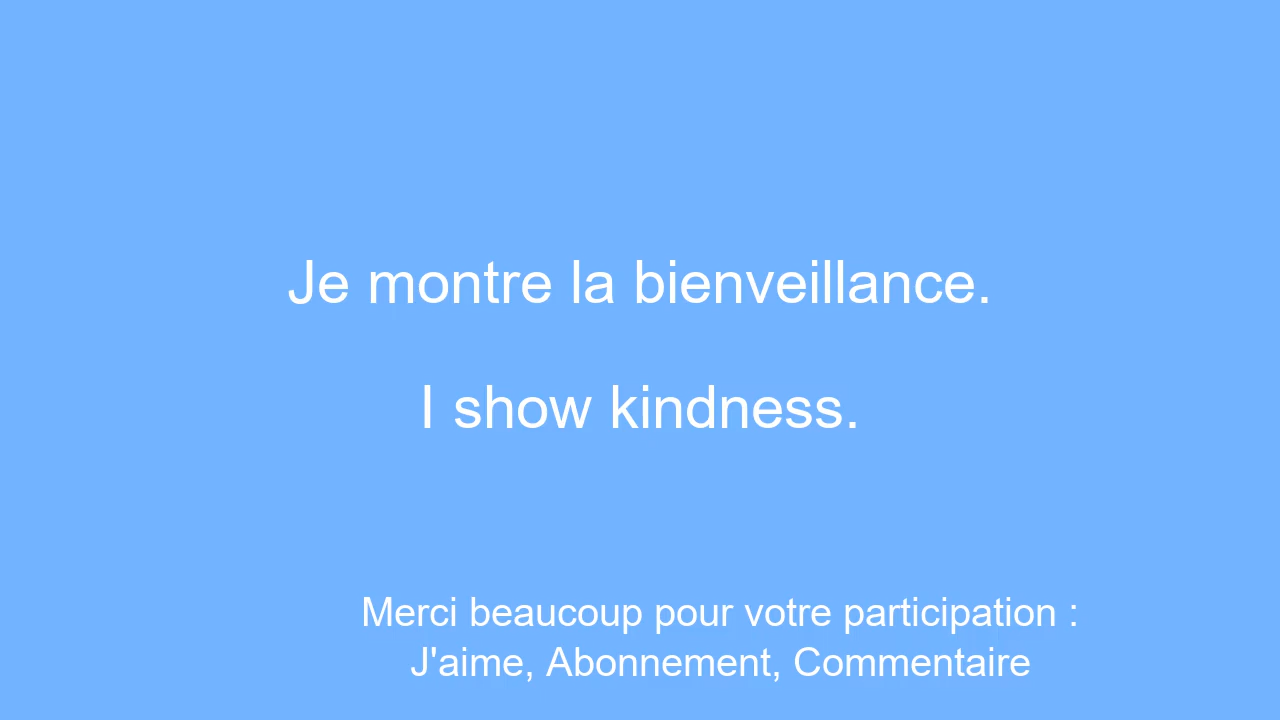 Je montre la bienveillance.
I show kindness.
Merci beaucoup pour votre participation :
J'aime, Abonnement, Commentaire